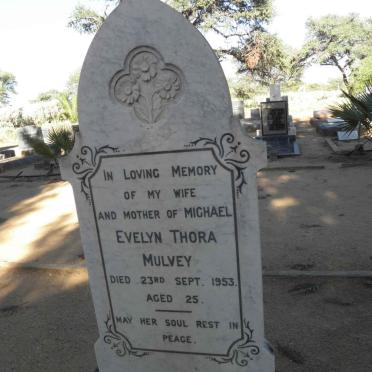 In Loving Memory
of my wife
and mother of Michael
Evelyn Thora
Mulvey
Died 23rd Sept. 1953.
Aged 25.
May her soul rest in
peace.